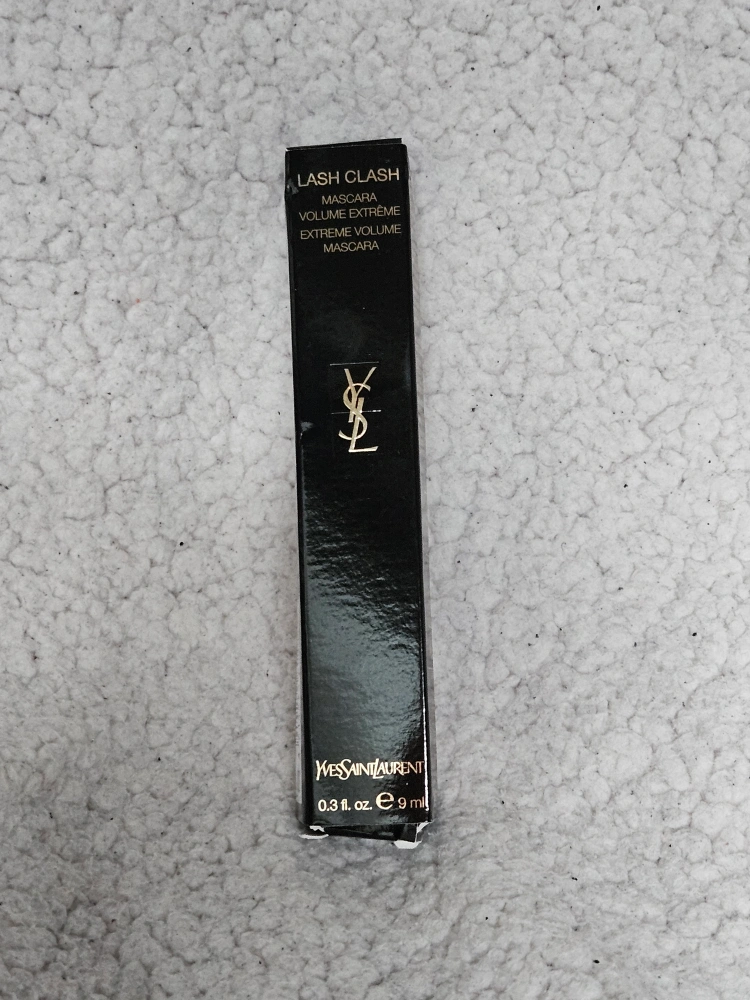 LASH CLASH
MASCARA
VOLUME EXTRÊME
EXTREME VOLUME
MASCARA
YSL
YVESSAINTLAURENT
0.3 fl. oz. e 9 ml